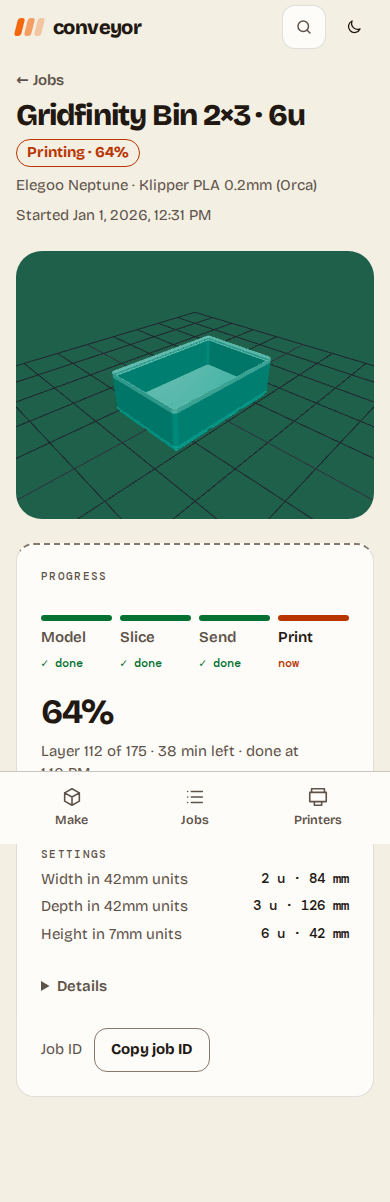 conveyor
← Jobs
Gridfinity Bin 2×3 · 6u
Printing · 64%
Elegoo Neptune · Klipper PLA 0.2mm (Orca)
Started Jan 1, 2026, 12:31 PM
PROGRESS
Model Slice Send Print
✓ done ✓ done ✓ done now
64%
Layer 112 of 175 · 38 min left · done at
Make Jobs Printers
SETTINGS
Width in 42mm units 2 u · 84 mm
Depth in 42mm units 3 u · 126 mm
Height in 7mm units 6 u · 42 mm
▶ Details
Job ID Copy job ID